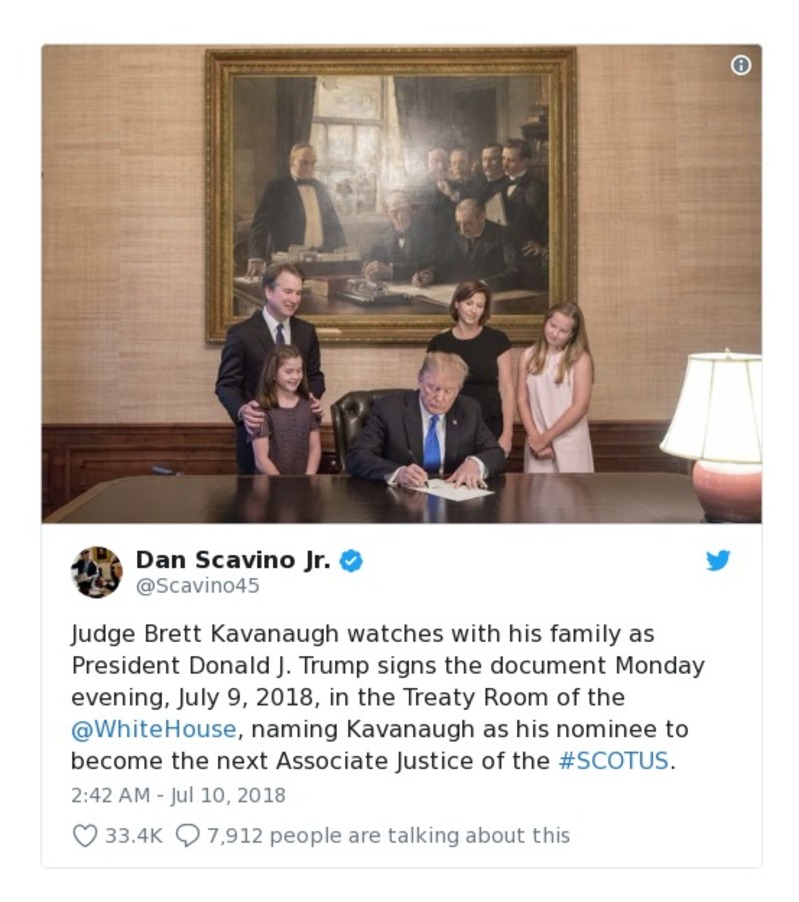 Dan Scavino Jr.
@Scavino45
Judge Brett Kavanaugh watches with his family as
President Donald J. Trump signs the document Monday
evening, July 9, 2018, in the Treaty Room of the
@WhiteHouse, naming Kavanaugh as his nominee to
become the next Associate Justice of the #SCOTUS.
2:42 AM - Jul 10, 2018
33.4K 7,912 people are talking about this